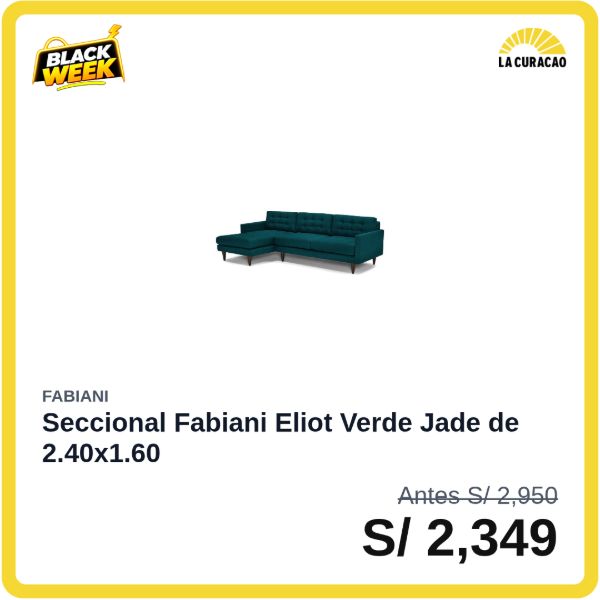 BLACK
WEEK
LA CURACAO
FABIANI
Seccional Fabiani Eliot Verde Jade de
2.40x1.60
Antes S/ 2,950
S/ 2,349